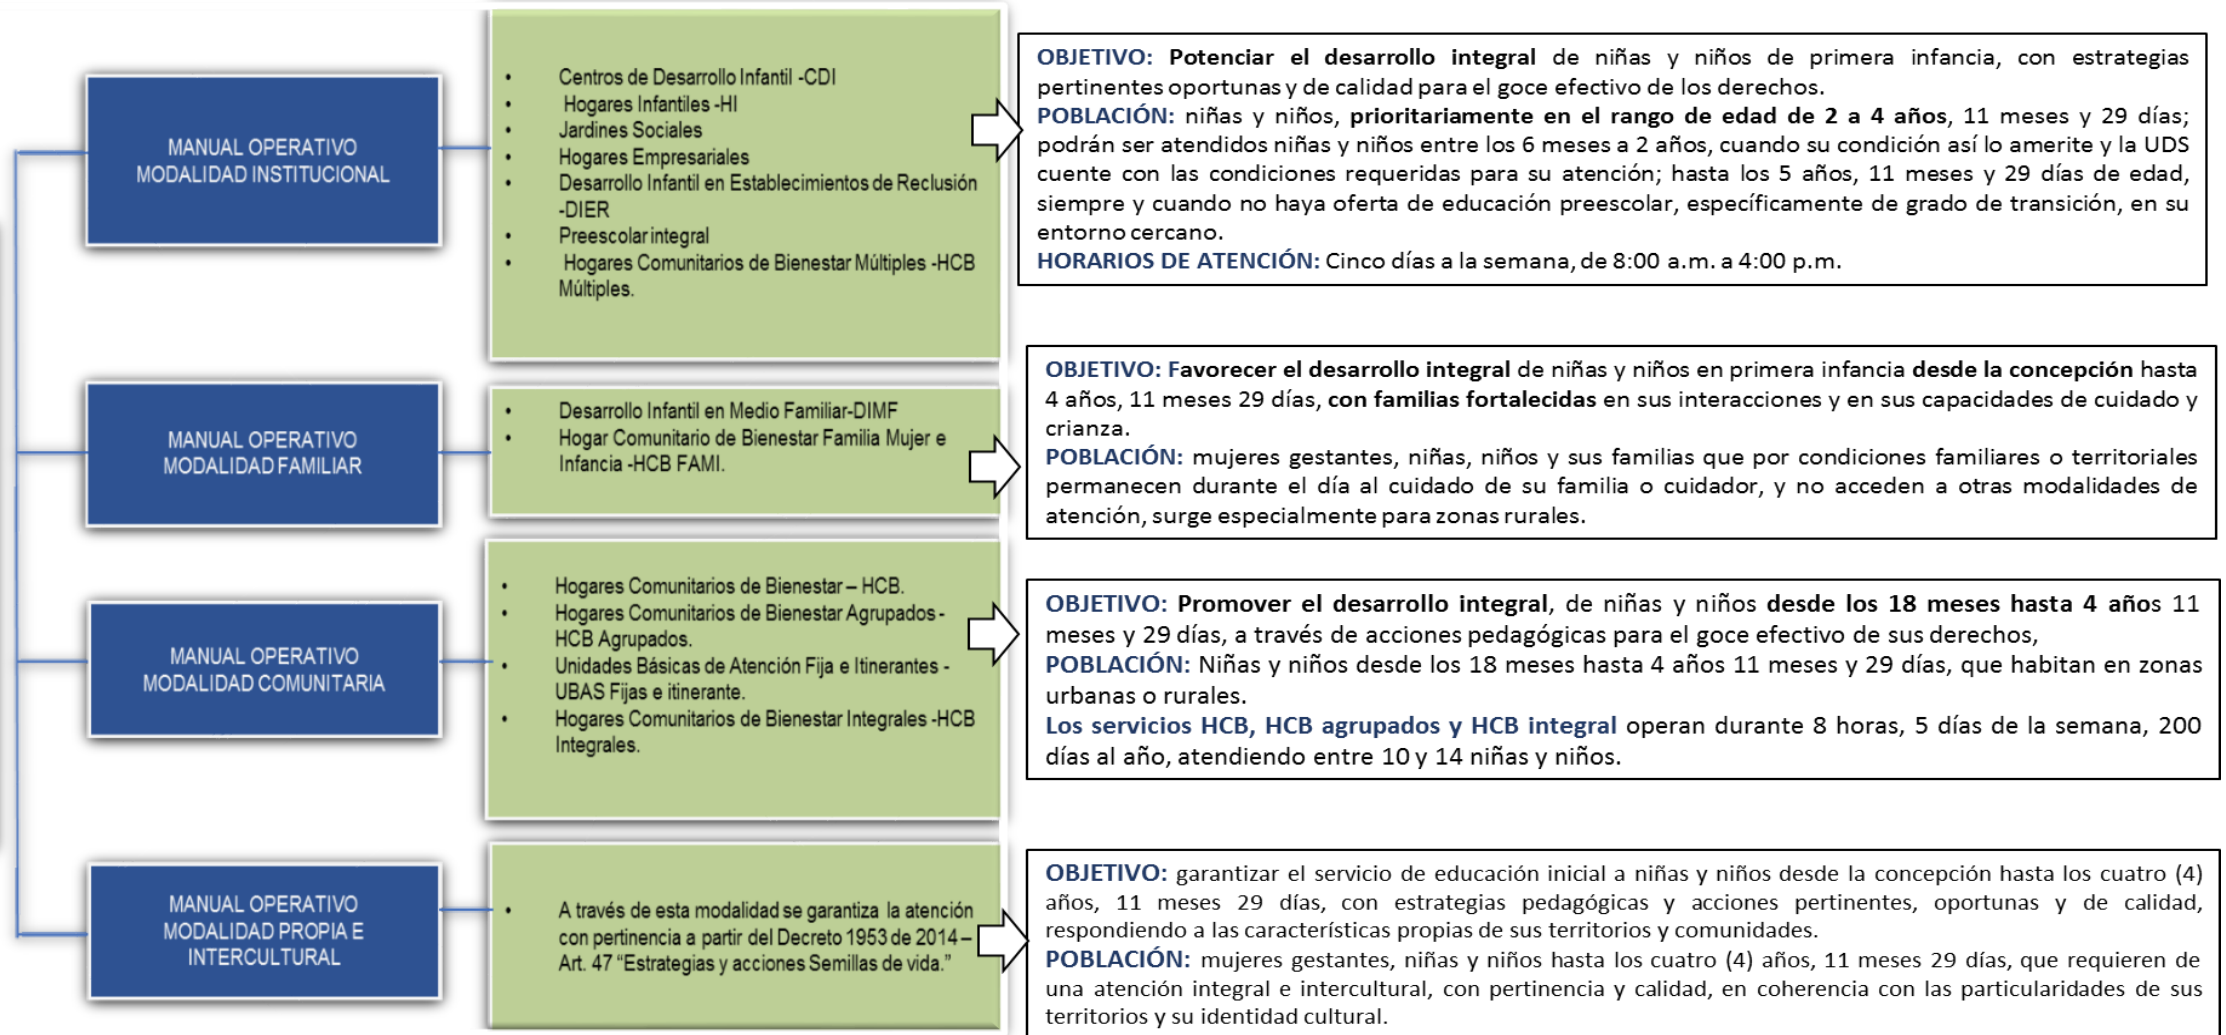 MANUAL OPERATIVO
MODALIDAD INSTITUCIONAL
• Centros de Desarrollo Infantil -CDI
• Hogares Infantiles -HI
• Jardines Sociales
• Hogares Empresariales
• Desarrollo Infantil en Establecimientos de Reclusión
-DIER
• Preescolar integral
• Hogares Comunitarios de Bienestar Múltiples -HCB
Múltiples.
OBJETIVO: Potenciar el desarrollo integral de niñas y niños de primera infancia, con estrategias
pertinentes oportunas y de calidad para el goce efectivo de los derechos.
POBLACIÓN: niñas y niños, prioritariamente en el rango de edad de 2 a 4 años, 11 meses y 29 días;
podrán ser atendidos niñas y niños entre los 6 meses a 2 años, cuando su condición así lo amerite y la UDS
cuente con las condiciones requeridas para su atención; hasta los 5 años, 11 meses y 29 días de edad,
siempre y cuando no haya oferta de educación preescolar, específicamente de grado de transición, en su
entorno cercano.
HORARIOS DE ATENCIÓN: Cinco días a la semana, de 8:00 a.m. a 4:00 p.m.
MANUAL OPERATIVO
MODALIDAD FAMILIAR
• Desarrollo Infantil en Medio Familiar-DIMF
• Hogar Comunitario de Bienestar Familia Mujer e
Infancia -HCB FAMI.
OBJETIVO: Favorecer el desarrollo integral de niñas y niños en primera infancia desde la concepción hasta
4 años, 11 meses 29 días, con familias fortalecidas en sus interacciones y en sus capacidades de cuidado y
crianza.
POBLACIÓN: mujeres gestantes, niñas, niños y sus familias que por condiciones familiares o territoriales
permanecen durante el día al cuidado de su familia o cuidador, y no acceden a otras modalidades de
atención, surge especialmente para zonas rurales.
MANUAL OPERATIVO
MODALIDAD COMUNITARIA
• Hogares Comunitarios de Bienestar – HCB.
• Hogares Comunitarios de Bienestar Agrupados -
HCB Agrupados.
• Unidades Básicas de Atención Fija e Itinerantes -
UBAS Fijas e itinerante.
• Hogares Comunitarios de Bienestar Integrales -HCB
Integrales.
OBJETIVO: Promover el desarrollo integral, de niñas y niños desde los 18 meses hasta 4 años 11
meses y 29 días, a través de acciones pedagógicas para el goce efectivo de sus derechos,
POBLACIÓN: Niñas y niños desde los 18 meses hasta 4 años 11 meses y 29 días, que habitan en zonas
urbanas o rurales.
Los servicios HCB, HCB agrupados y HCB integral operan durante 8 horas, 5 días de la semana, 200
días al año, atendiendo entre 10 y 14 niñas y niños.
MANUAL OPERATIVO
MODALIDAD PROPIA E
INTERCULTURAL
• A través de esta modalidad se garantiza la atención
con pertinencia a partir del Decreto 1953 de 2014 –
Art. 47 “Estrategias y acciones Semillas de vida.”
OBJETIVO: garantizar el servicio de educación inicial a niñas y niños desde la concepción hasta los cuatro (4)
años, 11 meses 29 días, con estrategias pedagógicas y acciones pertinentes, oportunas y de calidad,
respondiendo a las características propias de sus territorios y comunidades.
POBLACIÓN: mujeres gestantes, niñas y niños hasta los cuatro (4) años, 11 meses 29 días, que requieren de
una atención integral e intercultural, con pertinencia y calidad, en coherencia con las particularidades de sus
territorios y su identidad cultural.